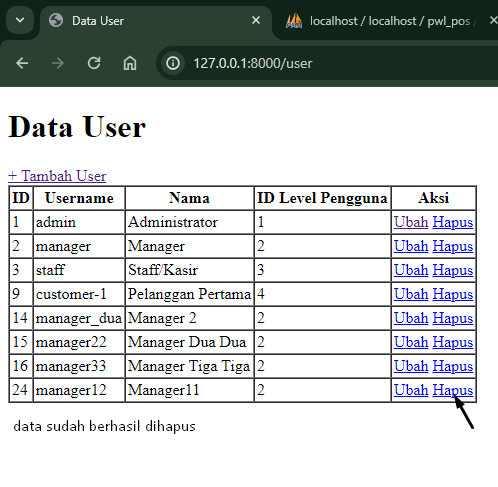 Data User
localhost / localhost / pwl_pos /
127.0.0.1:8000/user
Data User
+ Tambah User
ID Username Nama ID Level Pengguna Aksi
1 admin Administrator 1 Ubah Hapus
2 manager Manager 2 Ubah Hapus
3 staff Staff/Kasir 3 Ubah Hapus
9 customer-1 Pelanggan Pertama 4 Ubah Hapus
14 manager_dua Manager 2 2 Ubah Hapus
15 manager22 Manager Dua Dua 2 Ubah Hapus
16 manager33 Manager Tiga Tiga 2 Ubah Hapus
24 manager12 Manager11 2 Ubah Hapus
data sudah berhasil dihapus